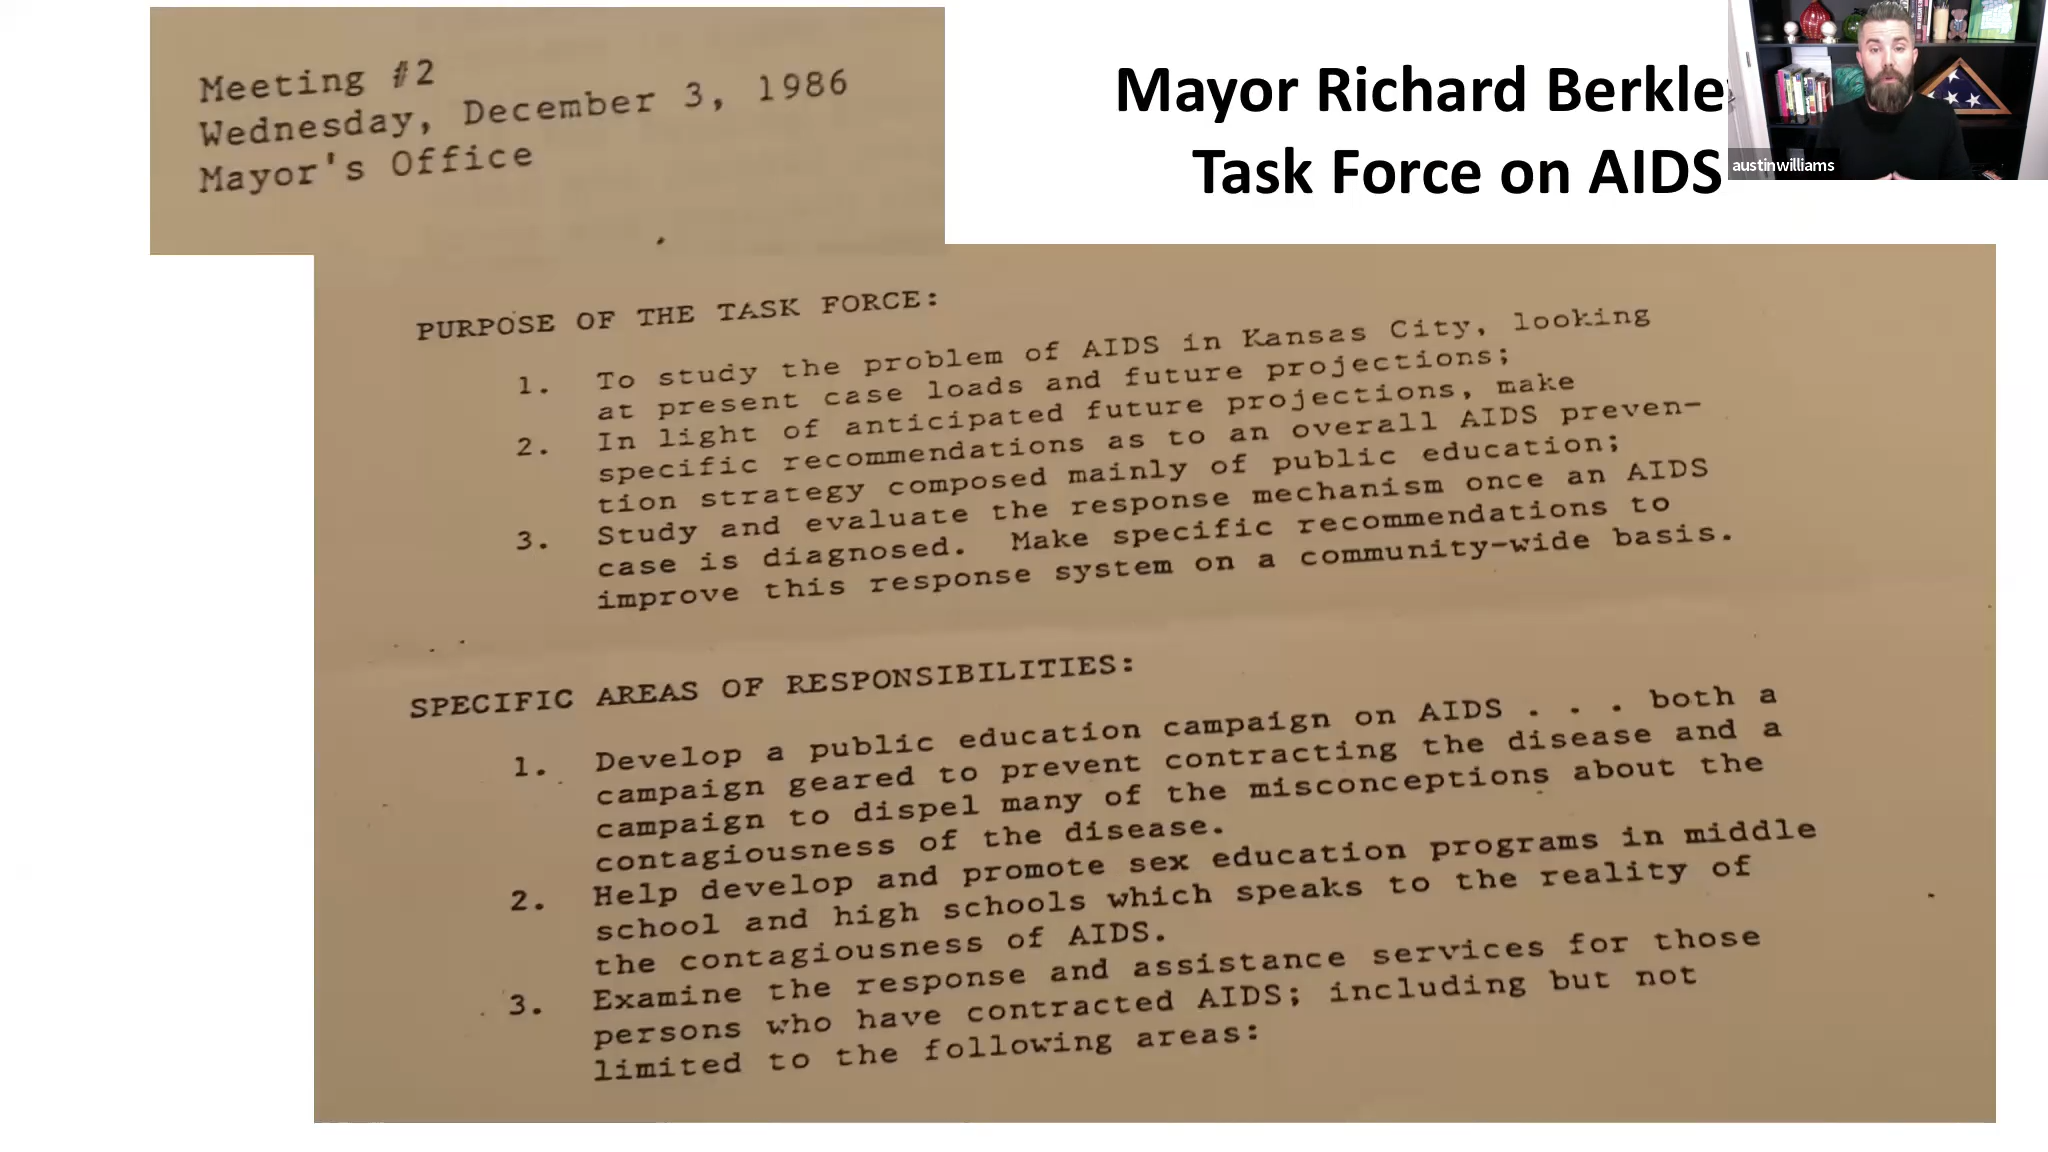 Meeting #2
Wednesday, December 3, 1986
Mayor's Office
Mayor Richard Berkle
Task Force on AIDS
austinwilliams
PURPOSE OF THE TASK FORCE:
1. To study the problem of AIDS in Kansas City, looking
at present case loads and future projections;
2. In light of anticipated future projections, make
specific recommendations as to an overall AIDS preven-
tion strategy composed mainly of public education;
3. Study and evaluate the response mechanism once an AIDS
case is diagnosed. Make specific recommendations to
improve this response system on a community-wide basis.
SPECIFIC AREAS OF RESPONSIBILITIES:
1. Develop a public education campaign on AIDS . . . both a
campaign geared to prevent contracting the disease and a
campaign to dispel many of the misconceptions about the
contagiousness of the disease.
2. Help develop and promote sex education programs in middle
school and high schools which speaks to the reality of
the contagiousness of AIDS.
3. Examine the response and assistance services for those
persons who have contracted AIDS; including but not
limited to the following areas: